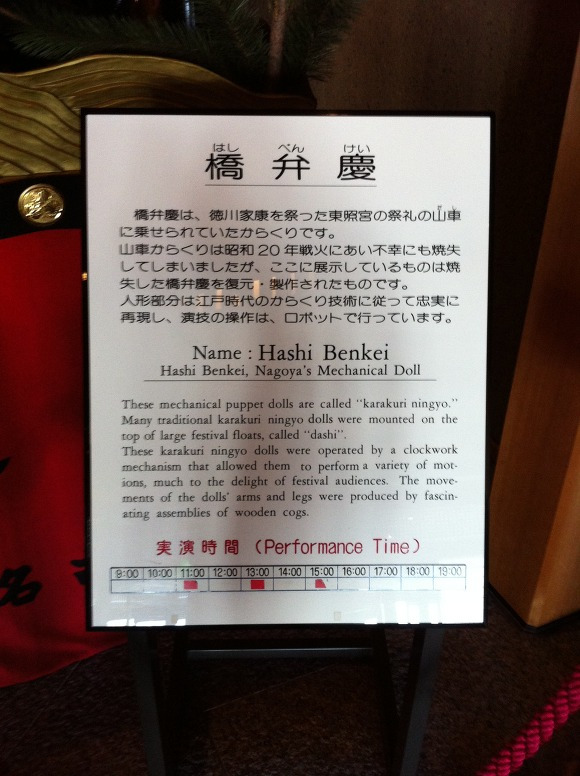 はし べん けい
橋 弁 慶
橋弁慶は、徳川家康を祭った東照宮の祭礼の山車
に乗せられていたからくりです。
山車からくりは昭和20年戦火にあい不幸にも焼失
してしまいましたが、ここに展示しているものは焼
失した橋弁慶を復元・製作されたものです。
人形部分は江戸時代のからくり技術に従って忠実に
再現し、演技の操作は、ロボットで行っています。
Name : Hashi Benkei
Hashi Benkei, Nagoya's Mechanical Doll
These mechanical puppet dolls are called "karakuri ningyo."
Many traditional karakuri ningyo dolls were mounted on the
top of large festival floats, called "dashi".
These karakuri ningyo dolls were operated by a clockwork
mechanism that allowed them to perform a variety of mot-
ions, much to the delight of festival audiences. The move-
ments of the dolls' arms and legs were produced by fascin-
ating assemblies of wooden cogs.
実演時間 (Performance Time)
9:00 10:00 11:00 12:00 13:00 14:00 15:00 16:00 17:00 18:00 19:00
名